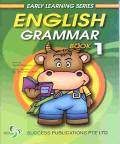 EARLY LEARNING SERIES
ENGLISH
GRAMMAR
BOOK 1
SUCCESS PUBLICATIONS PTE LTD